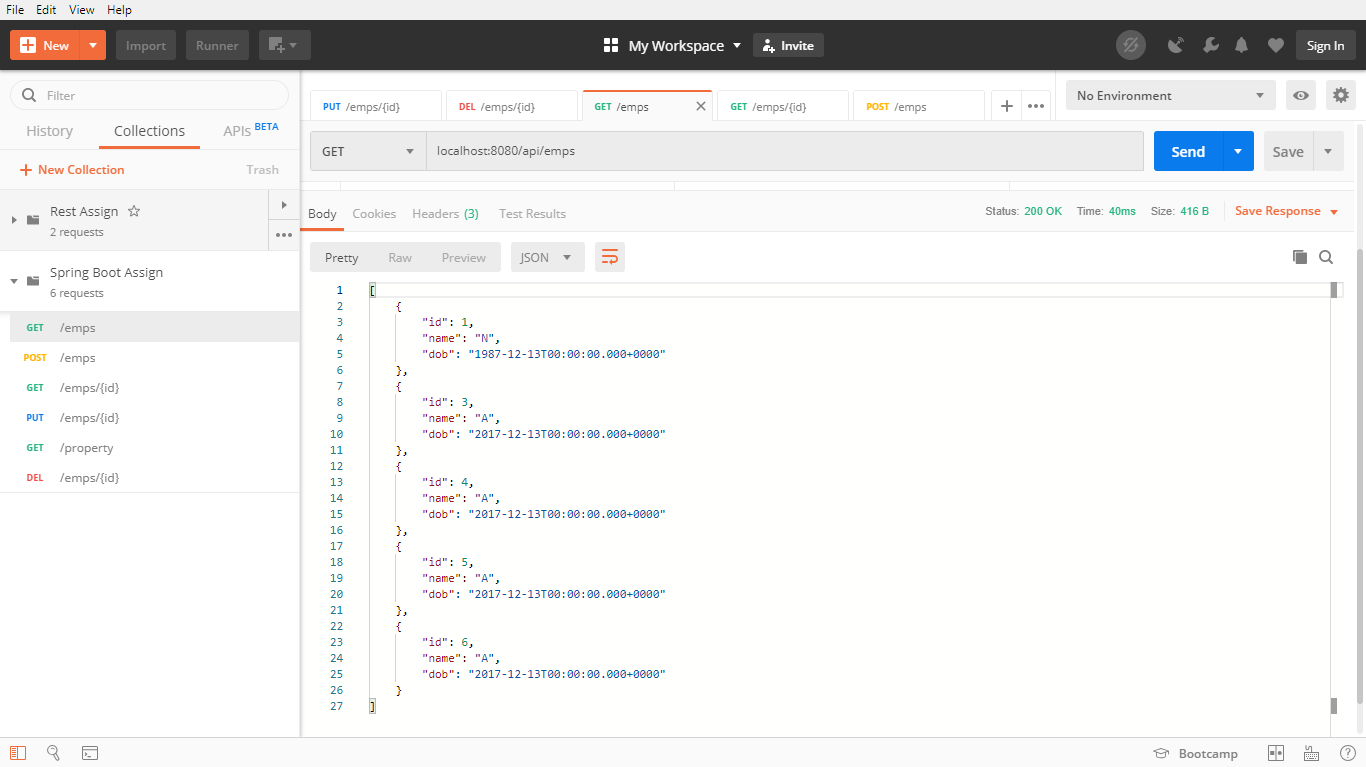 File Edit View Help
New Import Runner My Workspace Invite Sign In
Filter
History Collections APIs BETA
New Collection Trash
Rest Assign
2 requests
Spring Boot Assign
6 requests
GET /emps
POST /emps
GET /emps/{id}
PUT /emps/{id}
GET /property
DEL /emps/{id}
PUT /emps/{id} DEL /emps/{id} GET /emps GET /emps/{id} POST /emps No Environment
GET localhost:8080/api/emps Send Save
Body Cookies Headers (3) Test Results Status: 200 OK Time: 40ms Size: 416 B Save Response
Pretty Raw Preview JSON
1 [
2 {
3 "id": 1,
4 "name": "N",
5 "dob": "1987-12-13T00:00:00.000+0000"
6 },
7 {
8 "id": 3,
9 "name": "A",
10 "dob": "2017-12-13T00:00:00.000+0000"
11 },
12 {
13 "id": 4,
14 "name": "A",
15 "dob": "2017-12-13T00:00:00.000+0000"
16 },
17 {
18 "id": 5,
19 "name": "A",
20 "dob": "2017-12-13T00:00:00.000+0000"
21 },
22 {
23 "id": 6,
24 "name": "A",
25 "dob": "2017-12-13T00:00:00.000+0000"
26 }
27 ]
Bootcamp